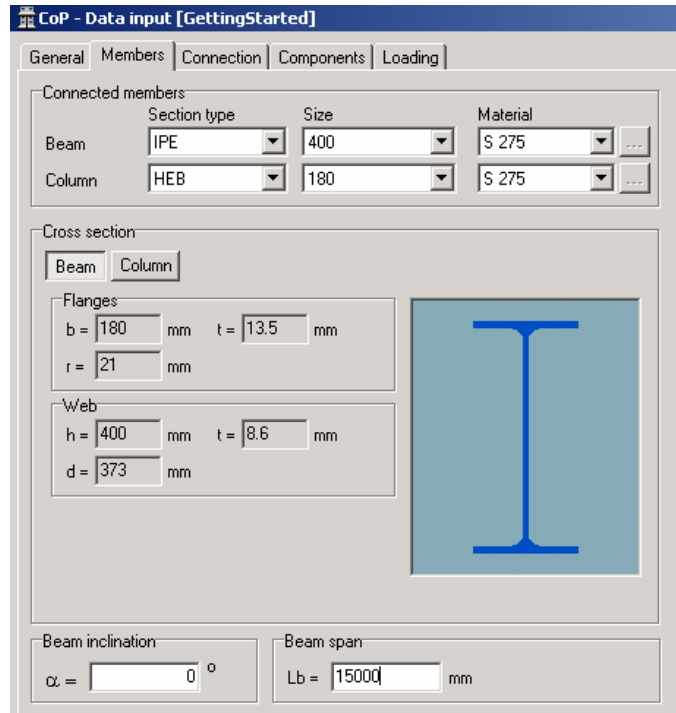 CoP - Data input [GettingStarted]
General Members Connection Components Loading
Connected members
Section type Size Material
Beam IPE 400 S 275 ...
Column HEB 180 S 275 ...
Cross section
Beam Column
Flanges
b = 180 mm t = 13.5 mm
r = 21 mm
Web
h = 400 mm t = 8.6 mm
d = 373 mm
Beam inclination Beam span
α = 0 ° Lb = 15000 mm